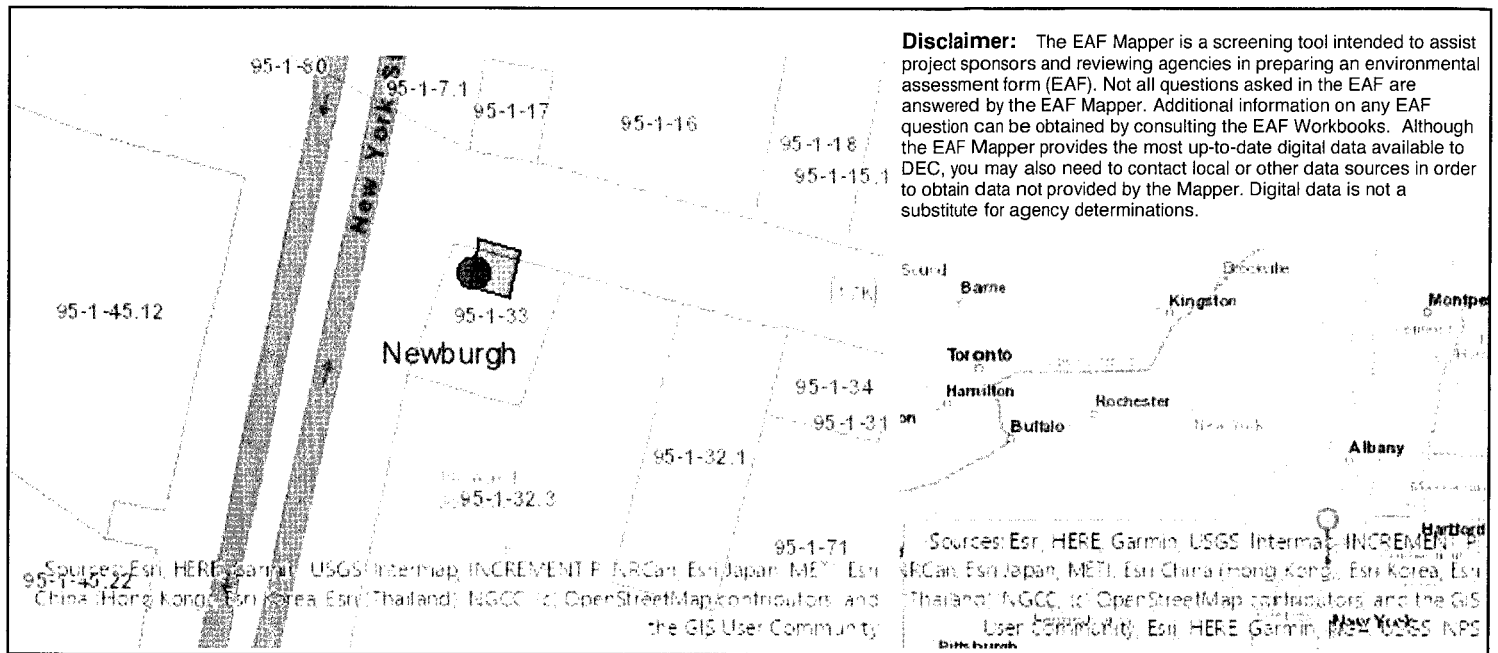 Disclaimer: The EAF Mapper is a screening tool intended to assist
project sponsors and reviewing agencies in preparing an environmental
assessment form (EAF). Not all questions asked in the EAF are
answered by the EAF Mapper. Additional information on any EAF
question can be obtained by consulting the EAF Workbooks. Although
the EAF Mapper provides the most up-to-date digital data available to
DEC, you may also need to contact local or other data sources in order
to obtain data not provided by the Mapper. Digital data is not a
substitute for agency determinations.
95-1-80
New York S
95-1-7.1
95-1-17
95-1-16
95-1-18
95-1-15.1
95-1-45.12
95-1-33
Newburgh
95-1-34
95-1-31
95-1-32.1
95-1-32.3
95-1-71
95-1-45.22
Sources: Esri, HERE, Garmin, USGS, Intermap, INCREMENT P, NRCan, Esri Japan, METI, Esri
China (Hong Kong), Esri Korea, Esri (Thailand), NGCC, (c) OpenStreetMap contributors, and
the GIS User Community
Barrie
Brockville
Kingston
Montpe
Toronto
Hamilton
Rochester
Buffalo
New York
Albany
Hartford
Sources: Esri, HERE, Garmin, USGS, Intermap, INCREMENT P,
NRCan, Esri Japan, METI, Esri China (Hong Kong), Esri Korea, Esri
(Thailand), NGCC, (c) OpenStreetMap contributors, and the GIS
User Community, Esri, HERE, Garmin, USGS, NPS
New York
Pittsburgh